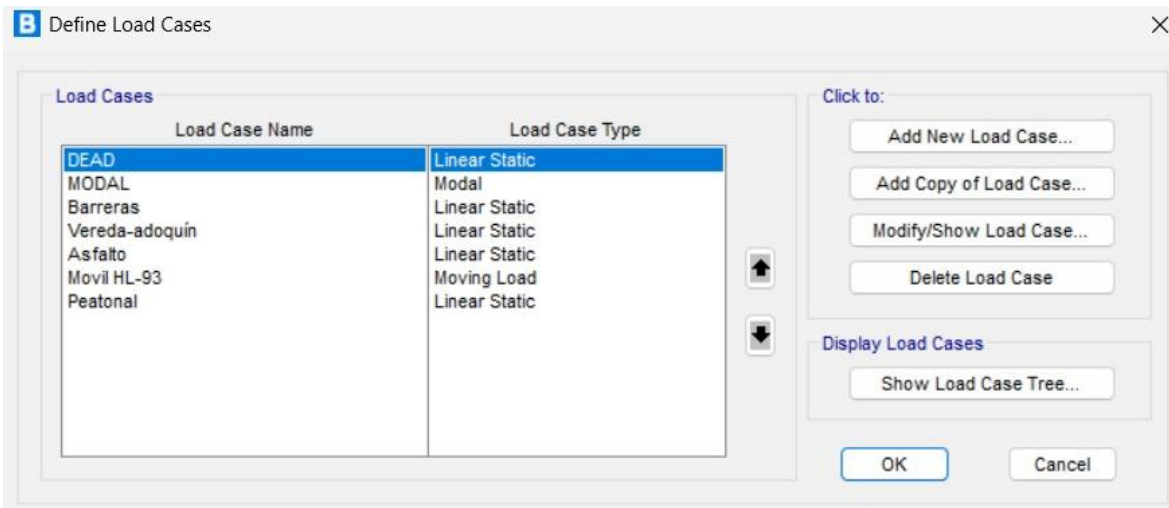 B Define Load Cases
Load Cases
Load Case Name Load Case Type
DEAD Linear Static
MODAL Modal
Barreras Linear Static
Vereda-adoquín Linear Static
Asfalto Linear Static
Movil HL-93 Moving Load
Peatonal Linear Static
Click to:
Add New Load Case...
Add Copy of Load Case...
Modify/Show Load Case...
Delete Load Case
Display Load Cases
Show Load Case Tree...
OK Cancel